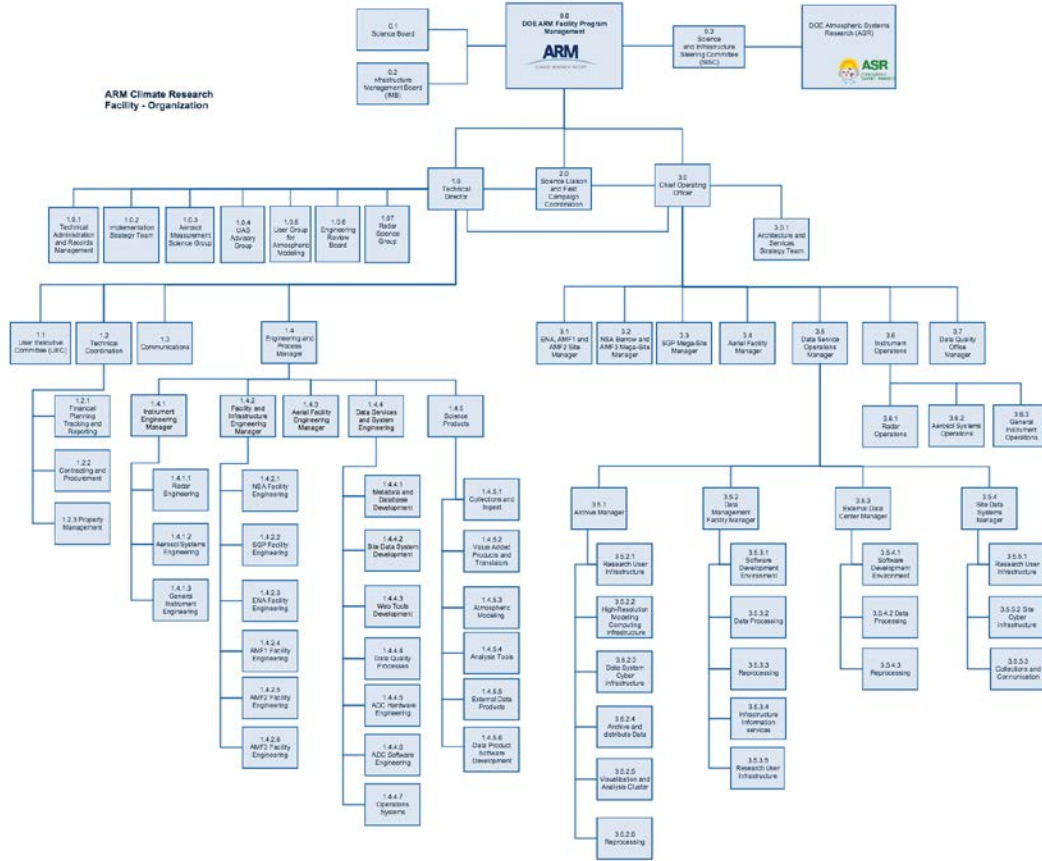 0.0
DOE ARM Facility Program
Management
ARM
0.1
Science Board
0.2
Infrastructure
Management Board
(IMB)
0.3
Science
and Infrastructure
Steering Committee
(SISC)
DOE Atmospheric Systems
Research (ASR)
ASR
ARM Climate Research
Facility - Organization
1.0
Technical
Director
2.0
Science Liaison
and Field
Campaign
Coordination
3.0
Chief Operating
Officer
1.0.1
Technical
Administration
and Records
Management
1.0.2
Implementation
Strategy Team
1.0.3
Aerosol
Measurement
Science Group
1.0.4
UAS
Advisory
Group
1.0.5
User Group
for
Atmospheric
Modeling
1.0.6
Engineering
Review
Board
1.0.7
Radar
Science
Group
3.0.1
Architecture and
Services
Strategy Team
1.1
User Executive
Committee (UEC)
1.2
Technical
Coordination
1.3
Communications
1.4
Engineering and
Process
Manager
3.1
ENA, AMF1 and
AMF2 Site
Manager
3.2
NSA Barrow and
AMF3 Mega-Site
Manager
3.3
SGP Mega-Site
Manager
3.4
Aerial Facility
Manager
3.5
Data Service
Operations
Manager
3.6
Instrument
Operations
3.7
Data Quality
Office
Manager
1.2.1
Financial
Planning
Tracking and
Reporting
1.2.2
Contracting and
Procurement
1.2.3 Property
Management
1.4.1
Instrument
Engineering
Manager
1.4.2
Facility and
Infrastructure
Engineering
Manager
1.4.3
Aerial Facility
Engineering
Manager
1.4.4
Data Services
and System
Engineering
1.4.5
Science
Products
3.6.1
Radar
Operations
3.6.2
Aerosol Systems
Operations
3.6.3
General
Instrument
Operations
1.4.1.1
Radar
Engineering
1.4.1.2
Aerosol Systems
Engineering
1.4.1.3
General
Instrument
Engineering
1.4.2.1
NSA Facility
Engineering
1.4.2.2
SGP Facility
Engineering
1.4.2.3
ENA Facility
Engineering
1.4.2.4
AMF1 Facility
Engineering
1.4.2.5
AMF2 Facility
Engineering
1.4.2.6
AMF3 Facility
Engineering
1.4.4.1
Metadata and
Database
Development
1.4.4.2
Site Data System
Development
1.4.4.3
Web Tools
Development
1.4.4.4
Data Quality
Processes
1.4.4.5
ADC Hardware
Engineering
1.4.4.6
ADC Software
Engineering
1.4.4.7
Operations
Systems
1.4.5.1
Collections and
Ingest
1.4.5.2
Value Added
Products and
Translators
1.4.5.3
Atmospheric
Modeling
1.4.5.4
Analysis Tools
1.4.5.5
External Data
Products
1.4.5.6
Data Product
Software
Development
3.5.1
Archive Manager
3.5.2
Data
Management
Facility Manager
3.5.3
External Data
Center Manager
3.5.4
Site Data
Systems
Manager
3.5.2.1
Research User
Infrastructure
3.5.2.2
High-Resolution
Modeling
Computing
Infrastructure
3.5.2.3
Data System
Cyber
Infrastructure
3.5.2.4
Archive and
distribute Data
3.5.2.5
Visualization and
Analysis Cluster
3.5.2.6
Reprocessing
3.5.3.1
Software
Development
Environment
3.5.3.2
Data Processing
3.5.3.3
Reprocessing
3.5.3.4
Infrastructure
Information
services
3.5.3.5
Research User
Infrastructure
3.5.4.1
Software
Development
Environment
3.5.4.2 Data
Processing
3.5.4.3
Reprocessing
3.5.5.1
Research User
Infrastructure
3.5.5.2 Site
Cyber
infrastructure
3.5.5.3
Collections and
Communication